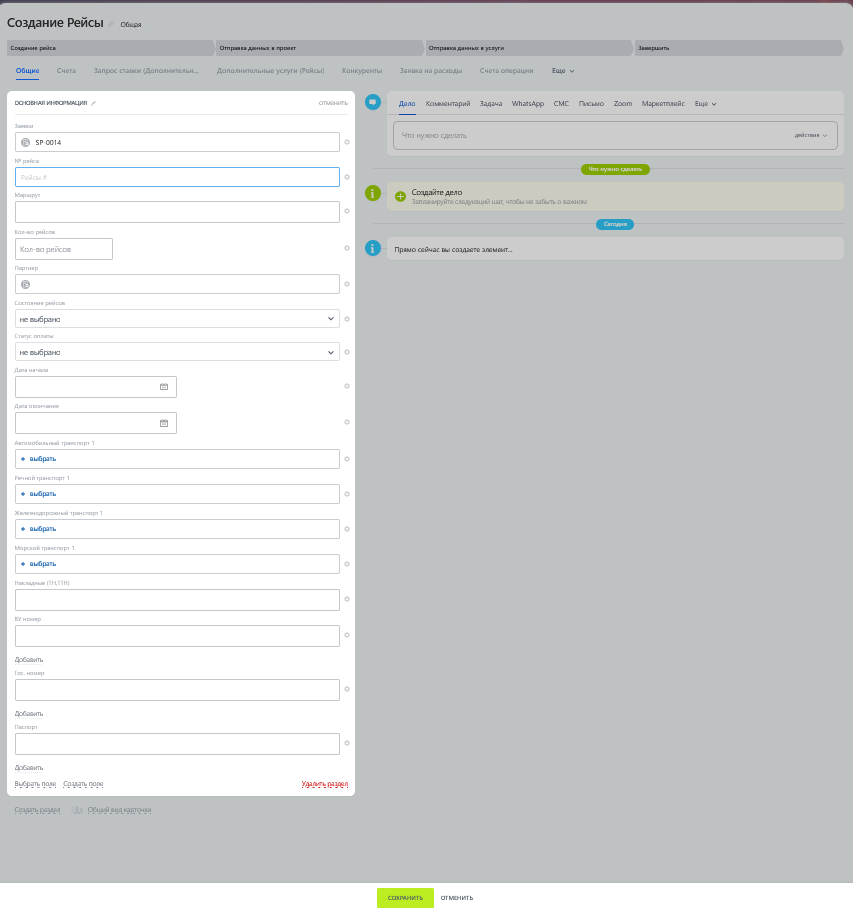 Создание Рейсы
Общая
Создание рейса
Отправка данных в проект
Отправка данных в услуги
Завершить
Общие
Счета
Запрос ставки (Дополнительн...
Дополнительные услуги (Рейсы)
Конкуренты
Заявка на расходы
Счета операции
Еще
ОСНОВНАЯ ИНФОРМАЦИЯ
ОТМЕНИТЬ
Заявки
SP-0014
№ рейса
Рейсы #
Маршрут
Кол-во рейсов
Кол-во рейсов
Партнер
Состояние рейсов
не выбрано
Статус оплаты
не выбрано
Дата начала
Дата окончания
Автомобильный транспорт 1
+ выбрать
Речной транспорт 1
+ выбрать
Железнодорожный транспорт 1
+ выбрать
Морской транспорт 1
+ выбрать
Накладные (ТН,ТТН)
ВУ номер
Добавить
Гос. номер
Добавить
Паспорт
Добавить
Выбрать поле
Создать поле
Удалить раздел
Создать раздел
Общий вид карточки
Дело
Комментарий
Задача
WhatsApp
СМС
Письмо
Zoom
Маркетплейс
Еще
Что нужно сделать
действия
Что нужно сделать
Создайте дело
Запланируйте следующий шаг, чтобы не забыть о важном
Сегодня
Прямо сейчас вы создаете элемент...
СОХРАНИТЬ
ОТМЕНИТЬ